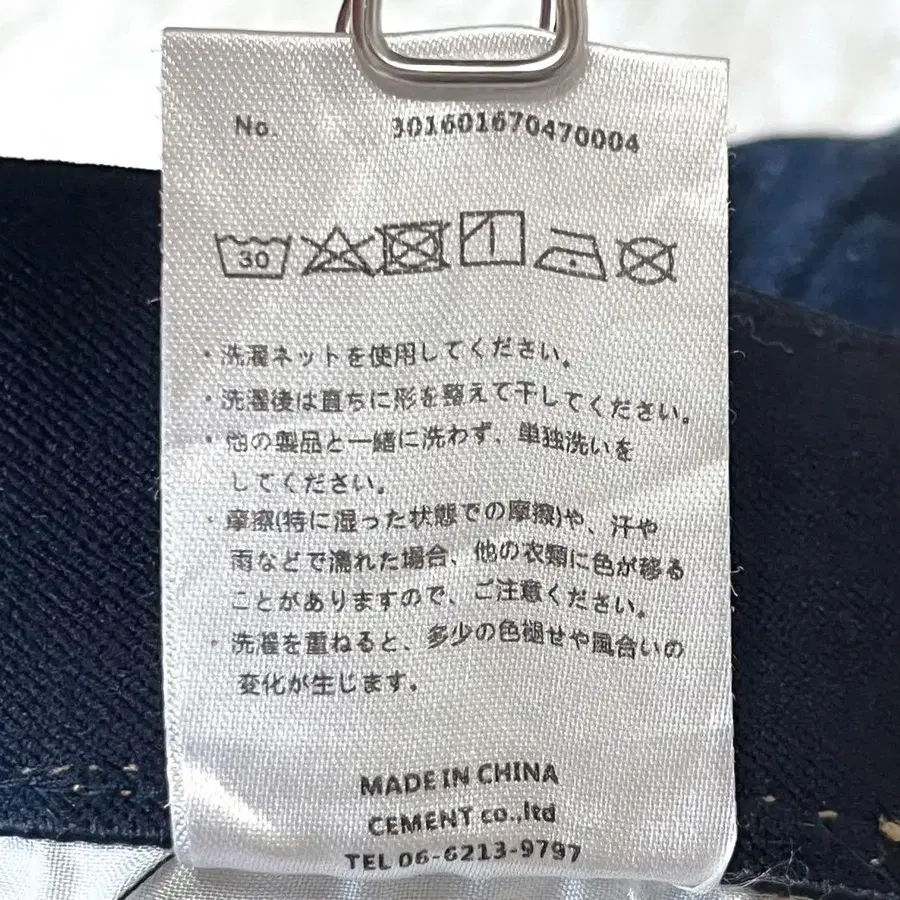 No. 301601670470004
30
・洗濯ネットを使用してください。
・洗濯後は直ちに形を整えて干してください。
・他の製品と一緒に洗わず、単独洗いを
してください。
・摩擦(特に湿った状態での摩擦)や、汗や
雨などで濡れた場合、他の衣類に色が移る
ことがありますので、ご注意ください。
・洗濯を重ねると、多少の色褪せや風合いの
変化が生じます。
MADE IN CHINA
CEMENT co.,ltd
TEL 06-6213-9797